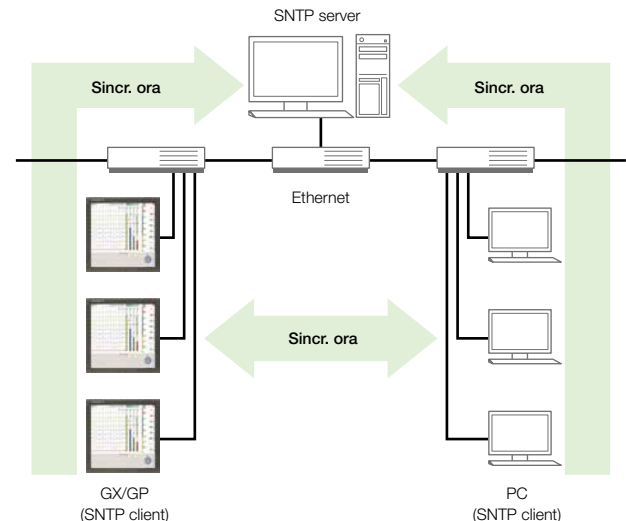 SNTP server
Sincr. ora
Sincr. ora
Ethernet
Sincr. ora
GX/GP
(SNTP client)
PC
(SNTP client)